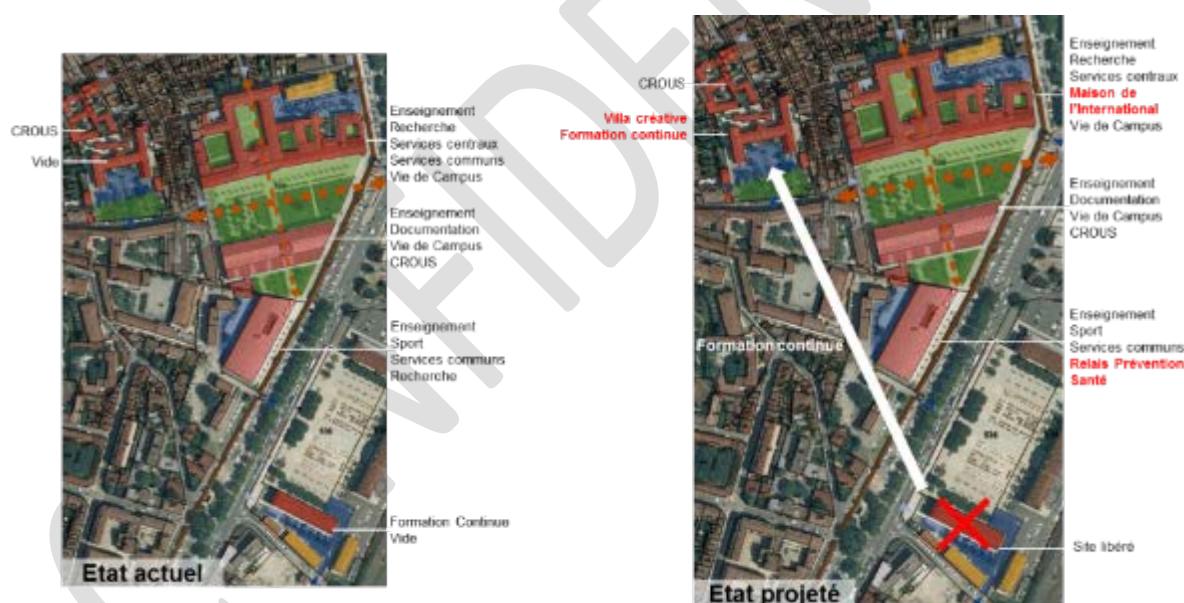 CROUS
Vide
Enseignement
Recherche
Services centraux
Services communs
Vie de Campus
Enseignement
Documentation
Vie de Campus
CROUS
Enseignement
Sport
Services communs
Recherche
Formation Continue
Vide
Etat actuel
CROUS
Villa créative
Formation continue
Enseignement
Recherche
Services centraux
Maison de
l'International
Vie de Campus
Enseignement
Documentation
Vie de Campus
CROUS
Formation continue
Enseignement
Sport
Services communs
Relais Prévention
Santé
Site libéré
Etat projeté